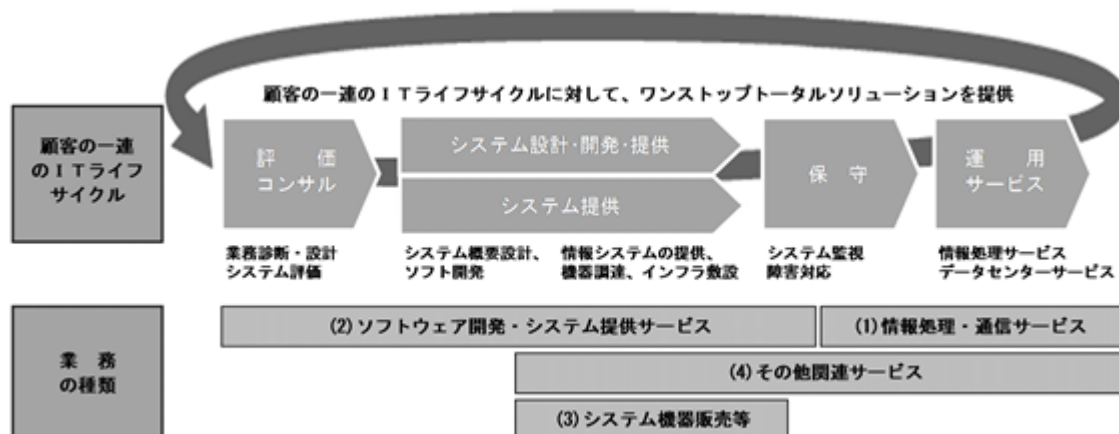 顧客の一連のＩＴライフサイクルに対して、ワンストップトータルソリューションを提供
顧客の一連
のＩＴライフ
サイクル
評　価
コンサル
システム設計・開発・提供
システム提供
保　守
運　用
サービス
業務診断・設計
システム評価
システム概要設計、
ソフト開発
情報システムの提供、
機器調達、インフラ敷設
システム監視
障害対応
情報処理サービス
データセンターサービス
業　務
の種類
(2)ソフトウェア開発・システム提供サービス
(1)情報処理・通信サービス
(4)その他関連サービス
(3)システム機器販売等